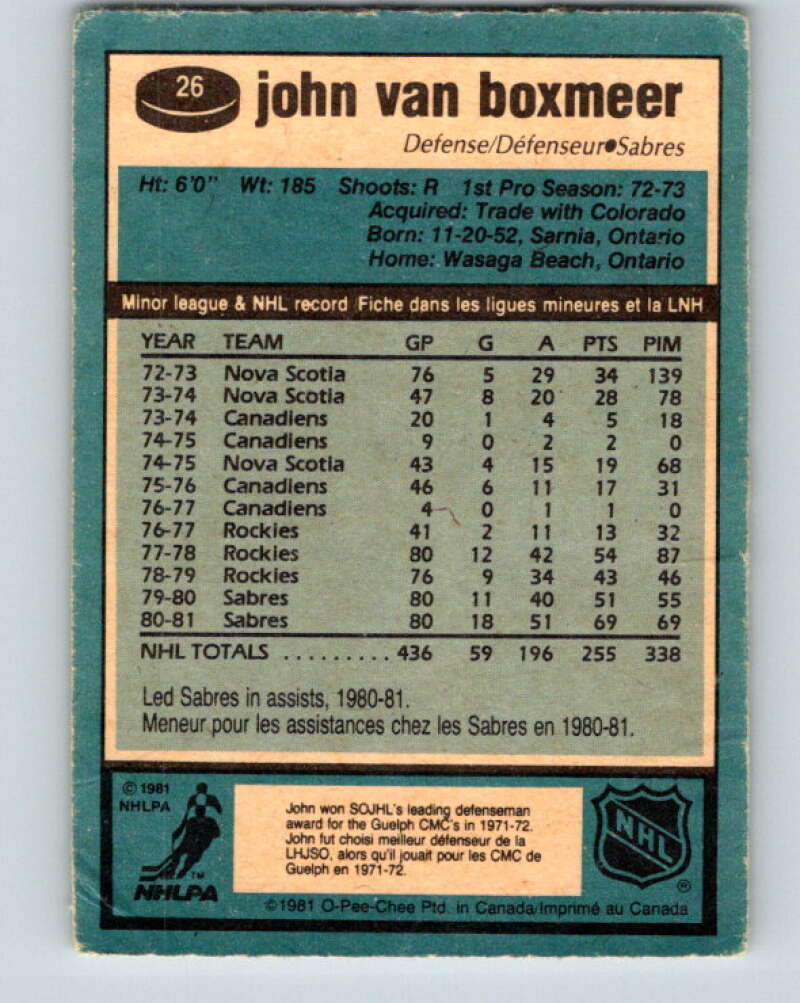 26
john van boxmeer
Defense/Défenseur●Sabres
Ht: 6'0" Wt: 185 Shoots: R 1st Pro Season: 72-73
Acquired: Trade with Colorado
Born: 11-20-52, Sarnia, Ontario
Home: Wasaga Beach, Ontario
Minor league & NHL record Fiche dans les ligues mineures et la LNH
YEAR TEAM GP G A PTS PIM
72-73 Nova Scotia 76 5 29 34 139
73-74 Nova Scotia 47 8 20 28 78
73-74 Canadiens 20 1 4 5 18
74-75 Canadiens 9 0 2 2 0
74-75 Nova Scotia 43 4 15 19 68
75-76 Canadiens 46 6 11 17 31
76-77 Canadiens 4 0 1 1 0
76-77 Rockies 41 2 11 13 32
77-78 Rockies 80 12 42 54 87
78-79 Rockies 76 9 34 43 46
79-80 Sabres 80 11 40 51 55
80-81 Sabres 80 18 51 69 69
NHL TOTALS .......... 436 59 196 255 338
Led Sabres in assists, 1980-81.
Meneur pour les assistances chez les Sabres en 1980-81.
© 1981
NHLPA
TM
NHLPA
John won SOJHL's leading defenseman
award for the Guelph CMC's in 1971-72.
John fut choisi meilleur défenseur de la
LHJSO, alors qu'il jouait pour les CMC de
Guelph en 1971-72.
NHL
®
©1981 O-Pee-Chee Ptd. in Canada/Imprimé au Canada